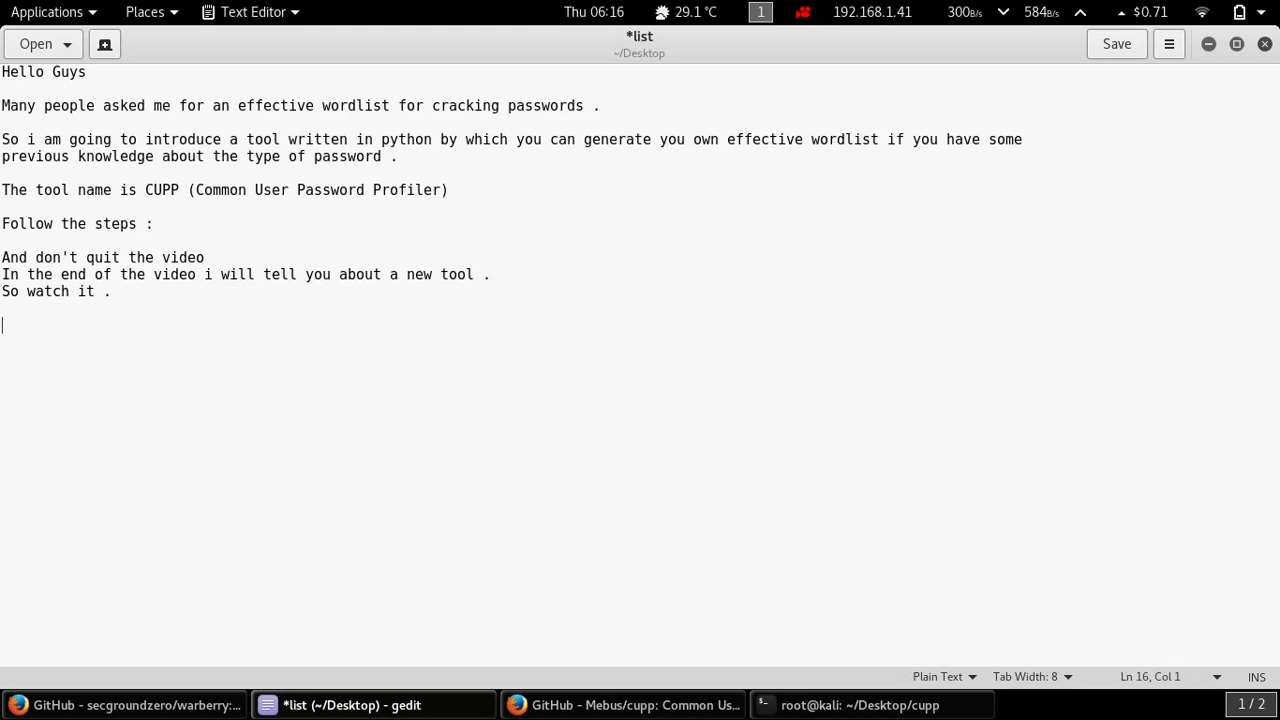 Applications Places Text Editor Thu 06:16 29.1 °C 1 192.168.1.41 300B/s 584B/s $0.71
Open *list Save
~/Desktop
Hello Guys
Many people asked me for an effective wordlist for cracking passwords .
So i am going to introduce a tool written in python by which you can generate you own effective wordlist if you have some
previous knowledge about the type of password .
The tool name is CUPP (Common User Password Profiler)
Follow the steps :
And don't quit the video
In the end of the video i will tell you about a new tool .
So watch it .
Plain Text Tab Width: 8 Ln 16, Col 1 INS
GitHub - secgroundzero/warberry:... *list (~/Desktop) - gedit GitHub - Mebus/cupp: Common Us... root@kali: ~/Desktop/cupp 1 / 2